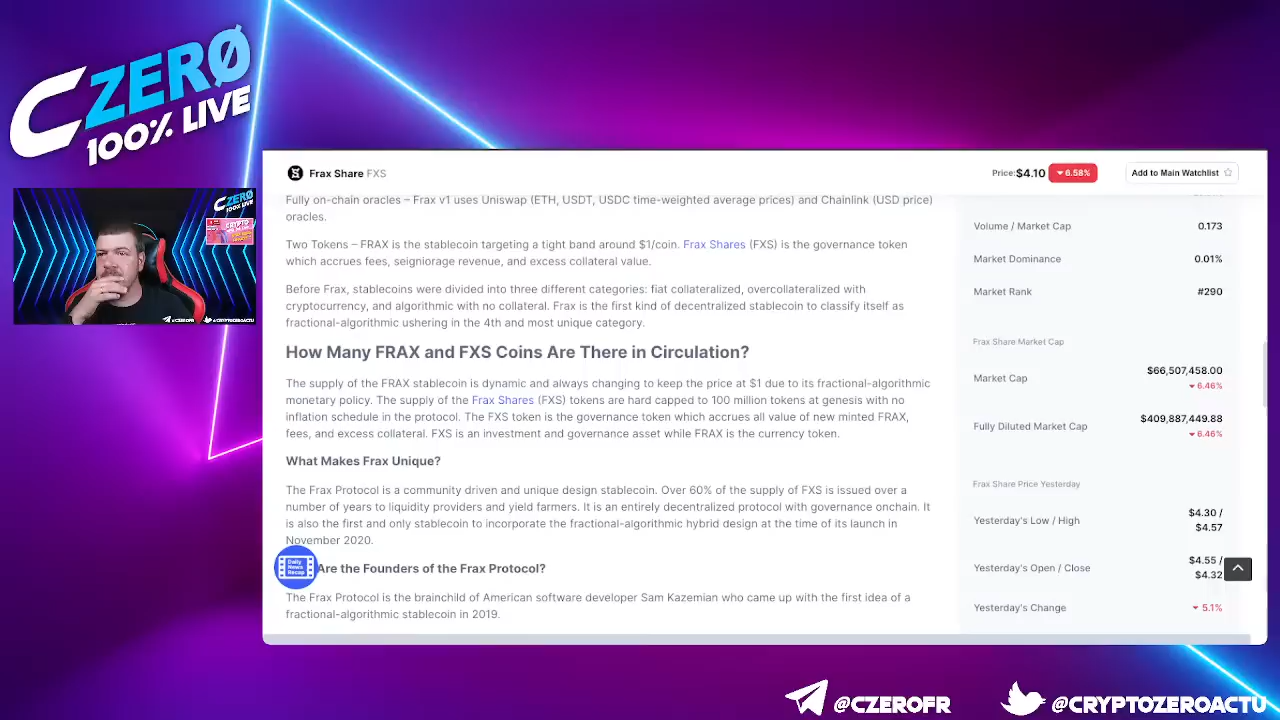 CZERØ
100% LIVE
Frax Share FXS
Price: $4.10 6.58%
Add to Main Watchlist
Fully on-chain oracles – Frax v1 uses Uniswap (ETH, USDT, USDC time-weighted average prices) and Chainlink (USD price)
oracles.
Two Tokens – FRAX is the stablecoin targeting a tight band around $1/coin. Frax Shares (FXS) is the governance token
which accrues fees, seigniorage revenue, and excess collateral value.
Before Frax, stablecoins were divided into three different categories: fiat collateralized, overcollateralized with
cryptocurrency, and algorithmic with no collateral. Frax is the first kind of decentralized stablecoin to classify itself as
fractional-algorithmic ushering in the 4th and most unique category.
How Many FRAX and FXS Coins Are There in Circulation?
The supply of the FRAX stablecoin is dynamic and always changing to keep the price at $1 due to its fractional-algorithmic
monetary policy. The supply of the Frax Shares (FXS) tokens are hard capped to 100 million tokens at genesis with no
inflation schedule in the protocol. The FXS token is the governance token which accrues all value of new minted FRAX,
fees, and excess collateral. FXS is an investment and governance asset while FRAX is the currency token.
What Makes Frax Unique?
The Frax Protocol is a community driven and unique design stablecoin. Over 60% of the supply of FXS is issued over a
number of years to liquidity providers and yield farmers. It is an entirely decentralized protocol with governance onchain. It
is also the first and only stablecoin to incorporate the fractional-algorithmic hybrid design at the time of its launch in
November 2020.
Daily
News
Recap
Are the Founders of the Frax Protocol?
The Frax Protocol is the brainchild of American software developer Sam Kazemian who came up with the first idea of a
fractional-algorithmic stablecoin in 2019.
Volume / Market Cap 0.173
Market Dominance 0.01%
Market Rank #290
Frax Share Market Cap
Market Cap $66,507,458.00
6.46%
Fully Diluted Market Cap $409,887,449.88
6.46%
Frax Share Price Yesterday
Yesterday's Low / High $4.30 /
$4.57
Yesterday's Open / Close $4.55 /
$4.32
Yesterday's Change 5.1%
CZERØ
100% LIVE
CRYPTO
@CZEROFR @CRYPTOZEROACTU
@CZEROFR
@CRYPTOZEROACTU